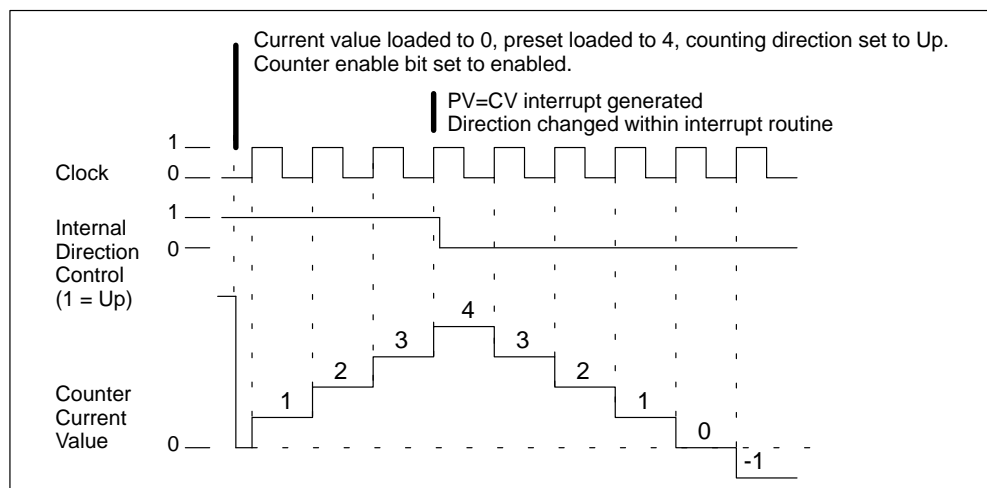 Current value loaded to 0, preset loaded to 4, counting direction set to Up.
Counter enable bit set to enabled.
PV=CV interrupt generated
Direction changed within interrupt routine
1
Clock 0
1
Internal
Direction 0
Control
(1 = Up)
4
3 3
2 2
1 1
Counter
Current
Value 0
0
-1